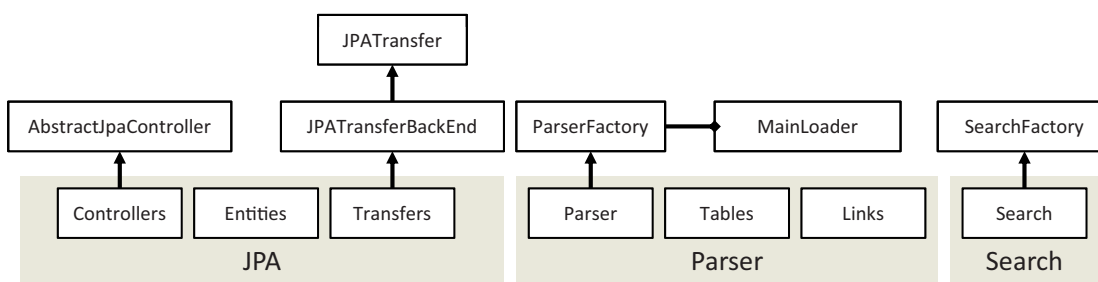 JPATransfer
AbstractJpaController
JPATransferBackEnd
ParserFactory
MainLoader
SearchFactory
Controllers
Entities
Transfers
Parser
Tables
Links
Search
JPA
Parser
Search